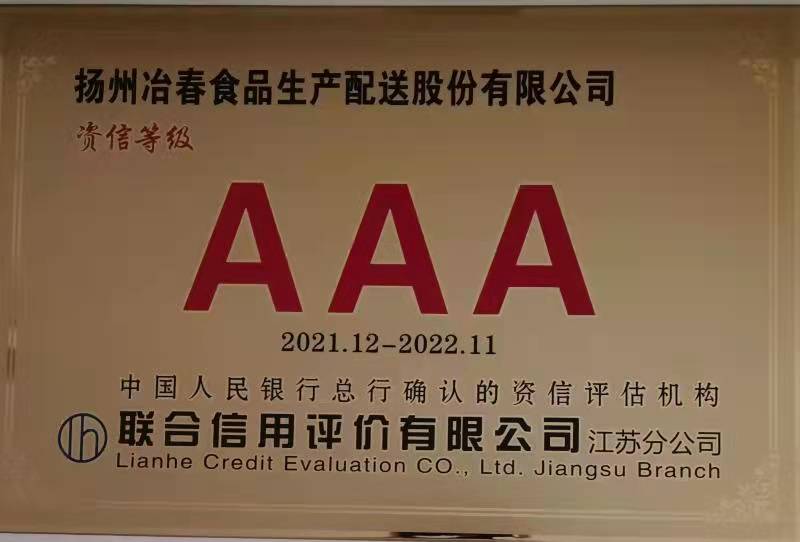 扬州冶春食品生产配送股份有限公司
资信等级
AAA
2021.12-2022.11
中国人民银行总行确认的资信评估机构
联合信用评价有限公司江苏分公司
Lianhe Credit Evaluation CO., Ltd. Jiangsu Branch